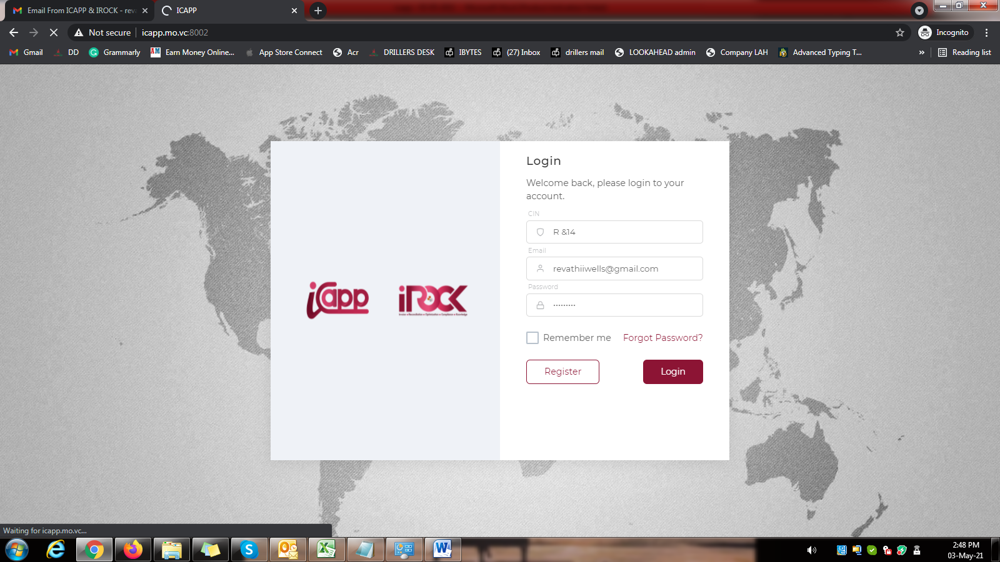 Email From ICAPP & IROCK - reva
ICAPP
Not secure
icapp.mo.vc:8002
Incognito
Gmail
DD
Grammarly
Earn Money Online...
App Store Connect
Acr
DRILLERS DESK
IBYTES
(27) Inbox
drillers mail
LOOKAHEAD admin
Company LAH
Advanced Typing T...
»
Reading list
Login
Welcome back, please login to your
account.
CIN
R &14
Email
revathiiwells@gmail.com
Password
Remember me
Forgot Password?
Register
Login
icapp
iROCK
Waiting for icapp.mo.vc...
2:48 PM
03-May-21